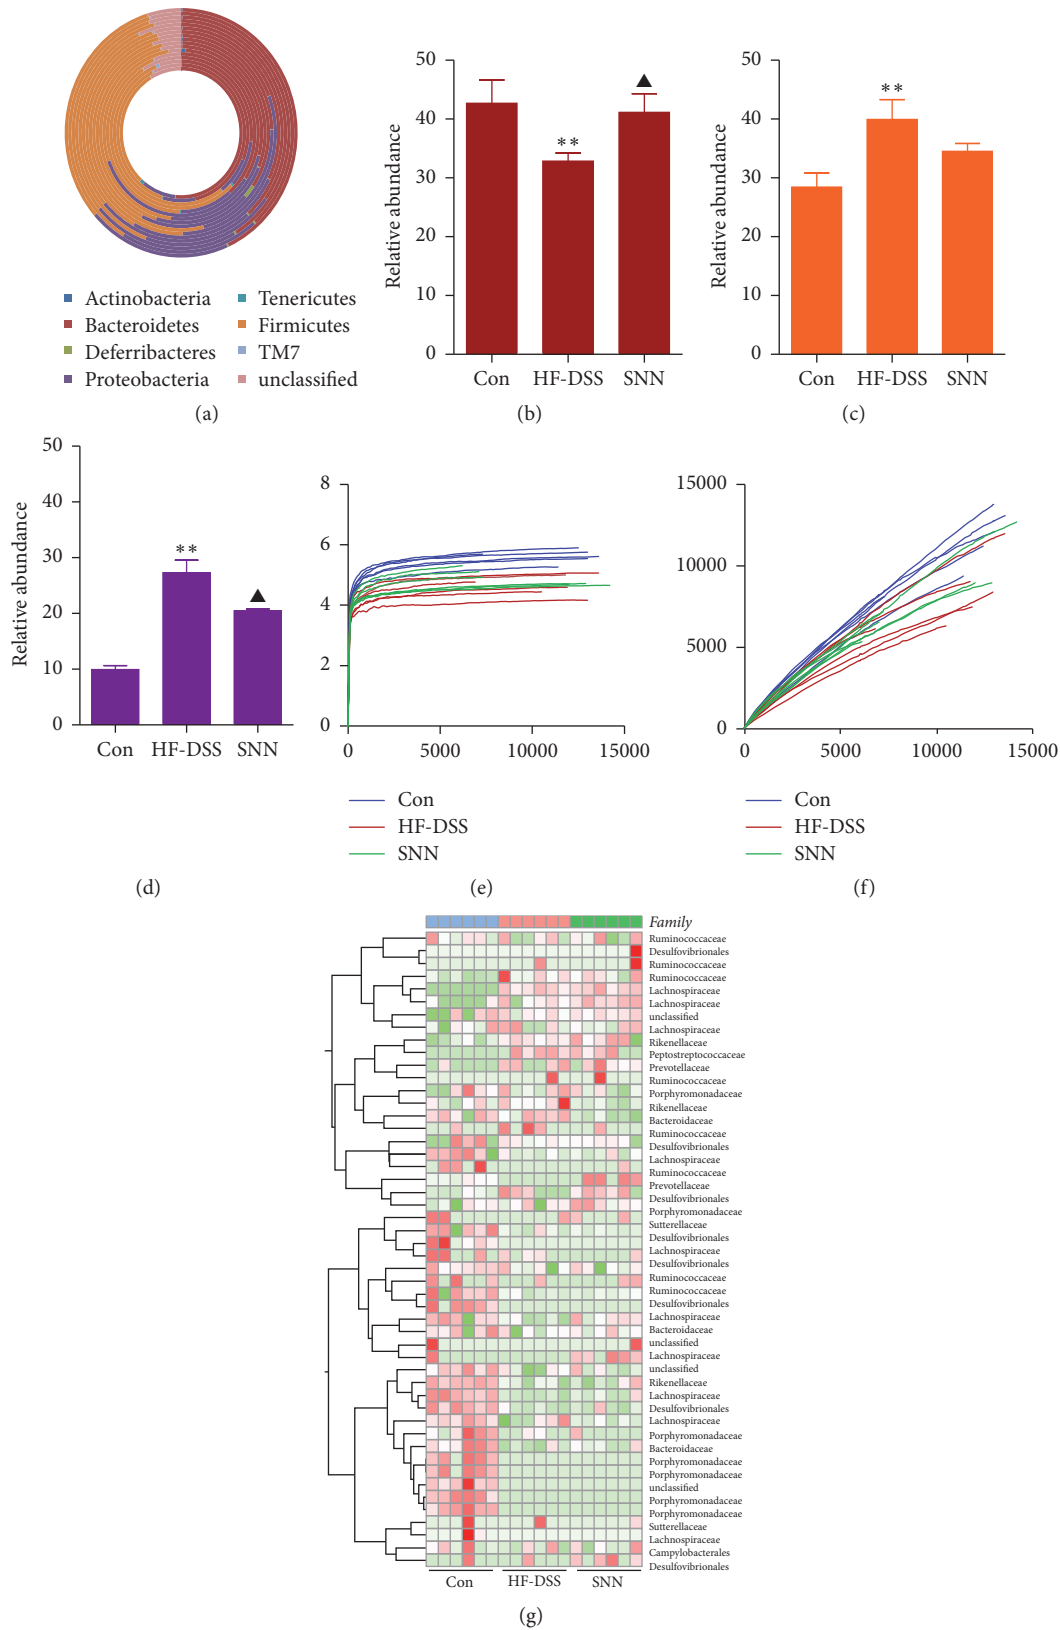 Actinobacteria
Bacteroidetes
Deferribacteres
Proteobacteria
Tenericutes
Firmicutes
TM7
unclassified
(a)
Relative abundance
50
40
30
20
10
0
Con
HF-DSS
SNN
**
▲
(b)
Relative abundance
50
40
30
20
10
0
Con
HF-DSS
SNN
**
(c)
Relative abundance
50
40
30
20
10
0
Con
HF-DSS
SNN
**
▲
(d)
8
6
4
2
0
0
5000
10000
15000
Con
HF-DSS
SNN
(e)
15000
10000
5000
0
0
5000
10000
15000
Con
HF-DSS
SNN
(f)
Family
Ruminococcaceae
Desulfovibrionales
Ruminococcaceae
Ruminococcaceae
Lachnospiraceae
Lachnospiraceae
unclassified
Lachnospiraceae
Rikenellaceae
Peptostreptococcaceae
Prevotellaceae
Ruminococcaceae
Porphyromonadaceae
Rikenellaceae
Bacteroidaceae
Ruminococcaceae
Desulfovibrionales
Lachnospiraceae
Ruminococcaceae
Prevotellaceae
Desulfovibrionales
Porphyromonadaceae
Sutterellaceae
Desulfovibrionales
Lachnospiraceae
Desulfovibrionales
Ruminococcaceae
Ruminococcaceae
Desulfovibrionales
Lachnospiraceae
Bacteroidaceae
unclassified
Lachnospiraceae
unclassified
Rikenellaceae
Lachnospiraceae
Desulfovibrionales
Lachnospiraceae
Porphyromonadaceae
Bacteroidaceae
Porphyromonadaceae
Porphyromonadaceae
unclassified
Porphyromonadaceae
Porphyromonadaceae
Sutterellaceae
Lachnospiraceae
Campylobacterales
Desulfovibrionales
Con
HF-DSS
SNN
(g)